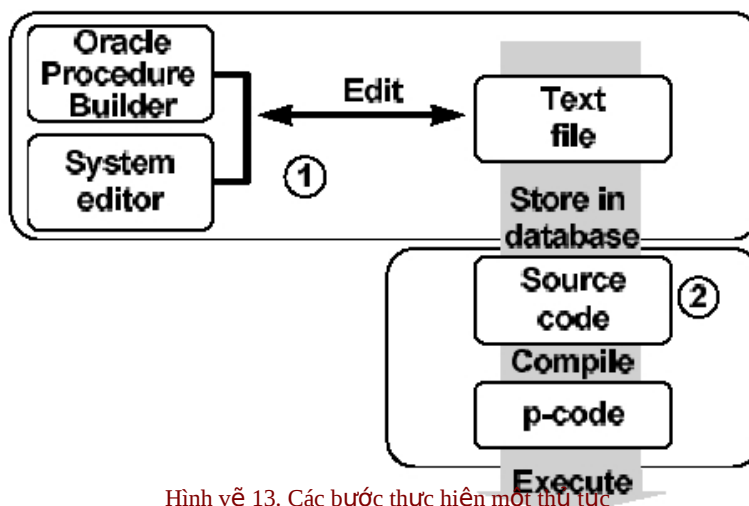 Oracle
Procedure
Builder
Edit
Text
file
System
editor
1
Store in
database
Source
code
2
Compile
p-code
Execute
Hình vẽ 13. Các bước thực hiện một thủ tục